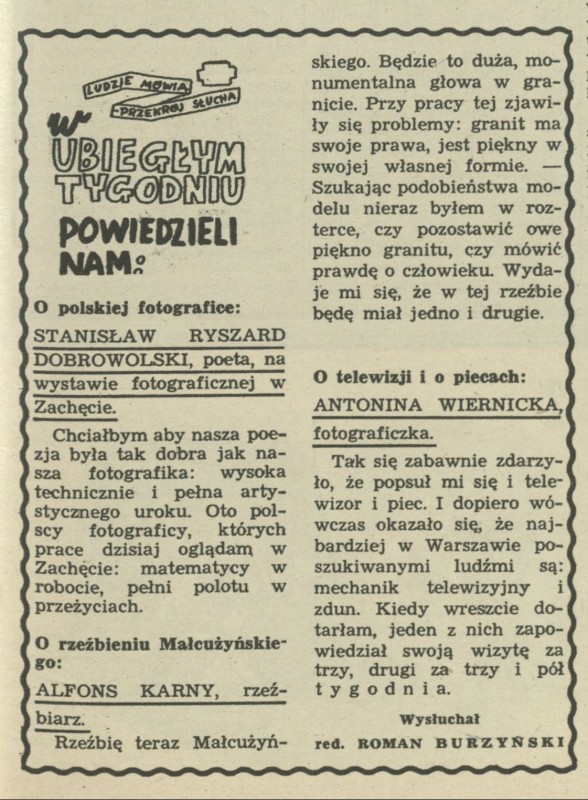 LUDZIE MÓWIĄ
-PRZEKRÓJ SŁUCHA
W
UBIEGŁYM
TYGODNIU
POWIEDZIELI
NAM:
O polskiej fotografice:
STANISŁAW RYSZARD
DOBROWOLSKI, poeta, na
wystawie fotograficznej w
Zachęcie.
Chciałbym aby nasza poe-
zja była tak dobra jak na-
sza fotografika: wysoka
technicznie i pełna arty-
stycznego uroku. Oto pol-
scy fotograficy, których
prace dzisiaj oglądam w
Zachęcie: matematycy w
robocie, pełni polotu w
przeżyciach.
O rzeźbieniu Małcużyńskie-
go:
ALFONS KARNY, rzeź-
biarz.
Rzeźbię teraz Małcużyń-
skiego. Będzie to duża, mo-
numentalna głowa w gra-
nicie. Przy pracy tej zjawi-
ły się problemy: granit ma
swoje prawa, jest piękny w
swojej własnej formie. —
Szukając podobieństwa mo-
delu nieraz byłem w roz-
terce, czy pozostawić owe
piękno granitu, czy mówić
prawdę o człowieku. Wyda-
je mi się, że w tej rzeźbie
będę miał jedno i drugie.
O telewizji i o piecach:
ANTONINA WIERNICKA,
fotograficzka.
Tak się zabawnie zdarzy-
ło, że popsuł mi się i tele-
wizor i piec. I dopiero wó-
wczas okazało się, że naj-
bardziej w Warszawie po-
szukiwanymi ludźmi są:
mechanik telewizyjny i
zdun. Kiedy wreszcie do-
tarłam, jeden z nich zapo-
wiedział swoją wizytę za
trzy, drugi za trzy i pół
tygodnia.
Wysłuchał
red. ROMAN BURZYŃSKI